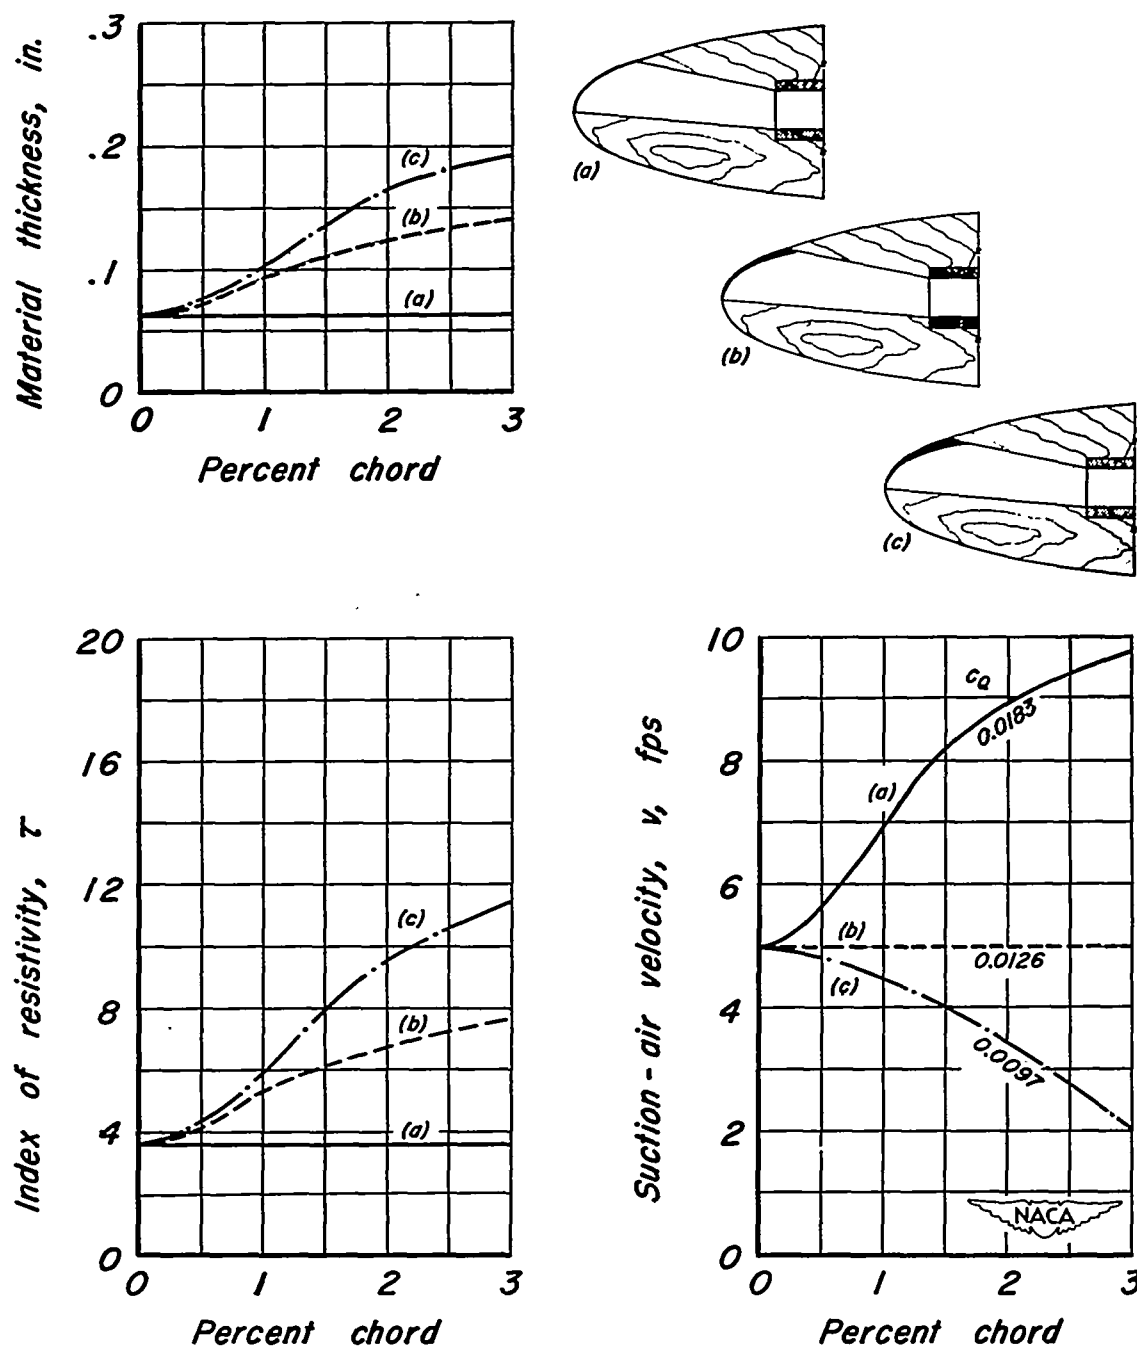 Material thickness, in.
.3
.2
.1
0
(c)
(b)
(a)
0 1 2 3
Percent chord
(a)
(b)
(c)
Index of resistivity, τ
20
16
12
8
4
0
(c)
(b)
(a)
0 1 2 3
Percent chord
Suction-air velocity, v, fps
10
8
6
4
2
0
cQ
0.0183
(a)
(b)
0.0126
(c)
0.0097
NACA
0 1 2 3
Percent chord